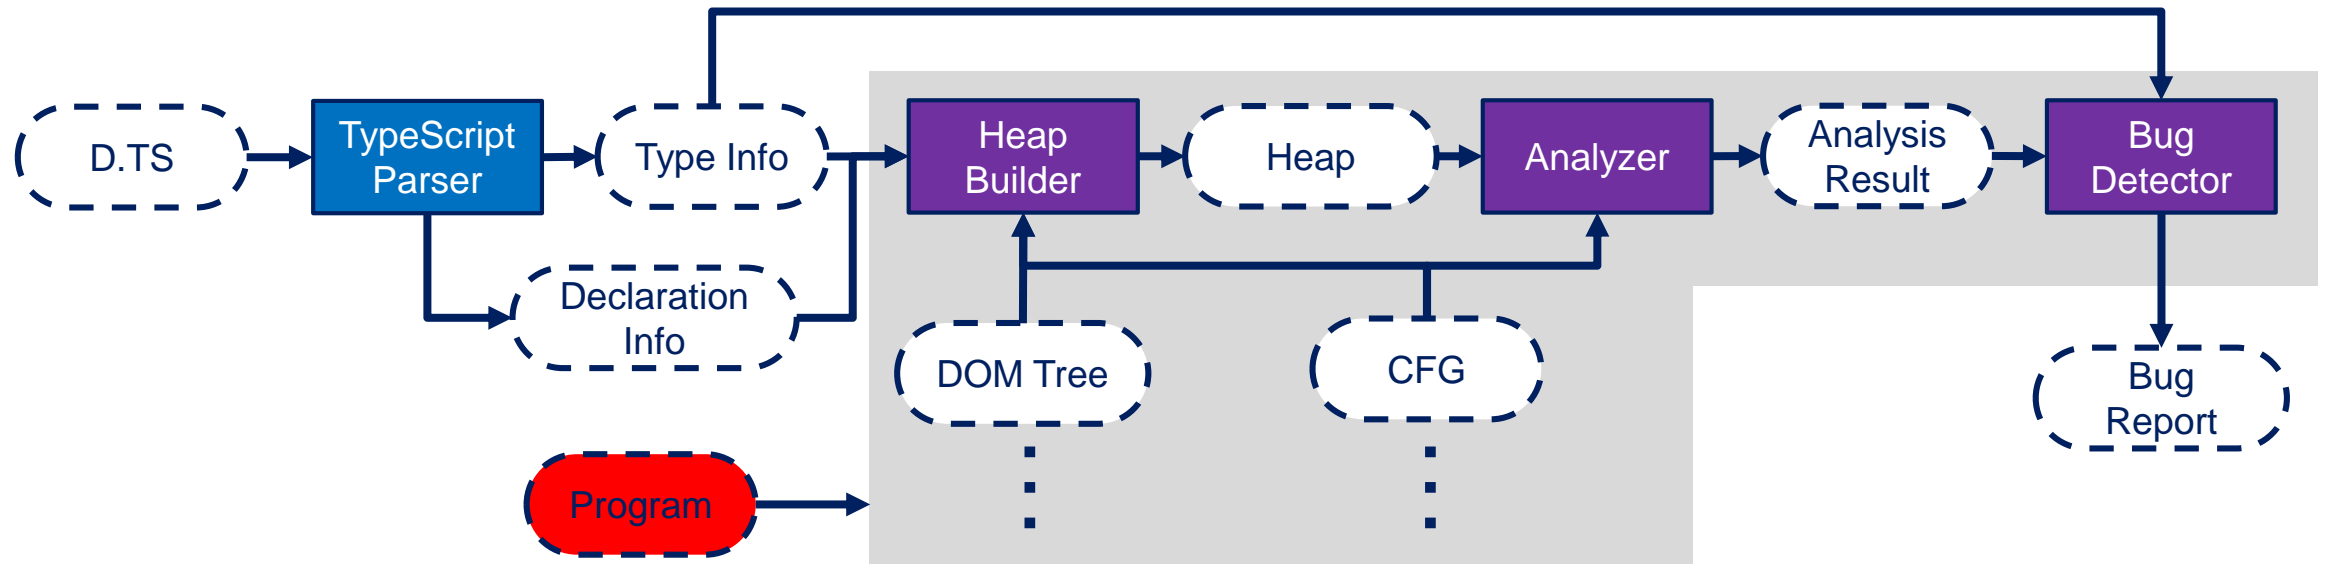 D.TS
TypeScript
Parser
Type Info
Heap
Builder
Heap
Analyzer
Analysis
Result
Bug
Detector
Declaration
Info
DOM Tree
CFG
Bug
Report
Program